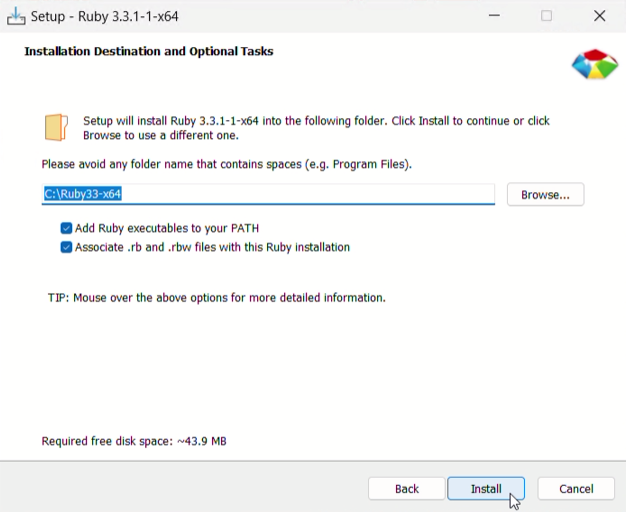 Setup - Ruby 3.3.1-1-x64
Installation Destination and Optional Tasks
Setup will install Ruby 3.3.1-1-x64 into the following folder. Click Install to continue or click
Browse to use a different one.
Please avoid any folder name that contains spaces (e.g. Program Files).
C:\Ruby33-x64
Browse...
Add Ruby executables to your PATH
Associate .rb and .rbw files with this Ruby installation
TIP: Mouse over the above options for more detailed information.
Required free disk space: ~43.9 MB
Back
Install
Cancel